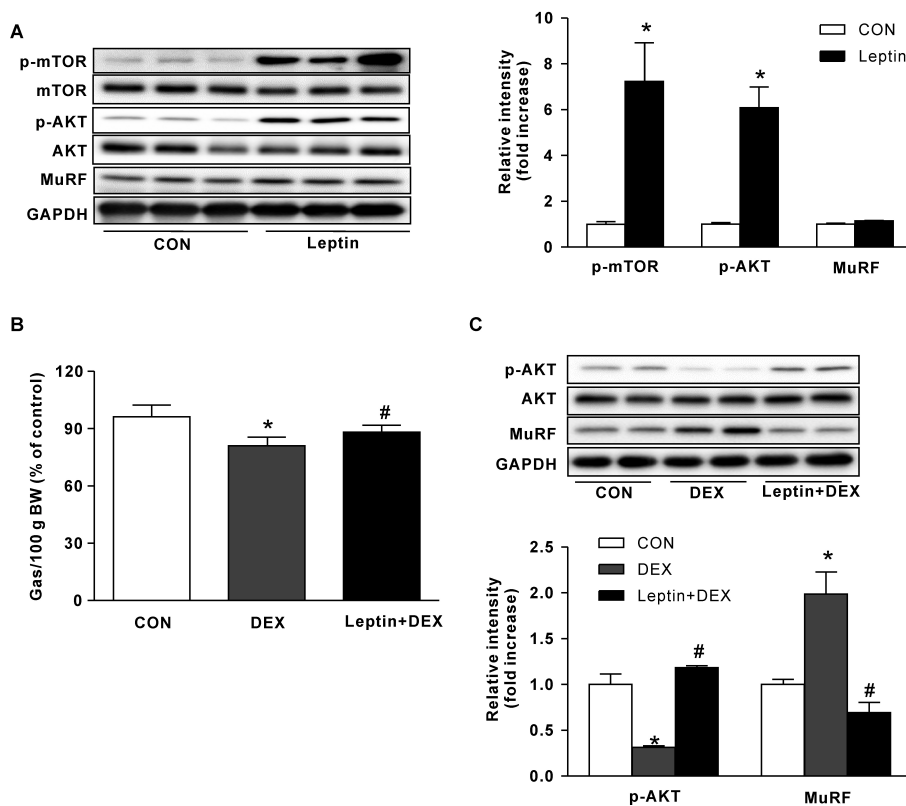 A
p-mTOR
mTOR
p-AKT
AKT
MuRF
GAPDH
CON Leptin
Relative intensity
(fold increase)
10
8
6
4
2
0
*
*
CON
Leptin
p-mTOR p-AKT MuRF
B
Gas/100 g BW (% of control)
120
90
60
30
0
*
#
CON DEX Leptin+DEX
C
p-AKT
AKT
MuRF
GAPDH
CON DEX Leptin+DEX
Relative intensity
(fold increase)
2.5
2.0
1.5
1.0
0.5
0.0
CON
DEX
Leptin+DEX
*
#
*
#
p-AKT MuRF